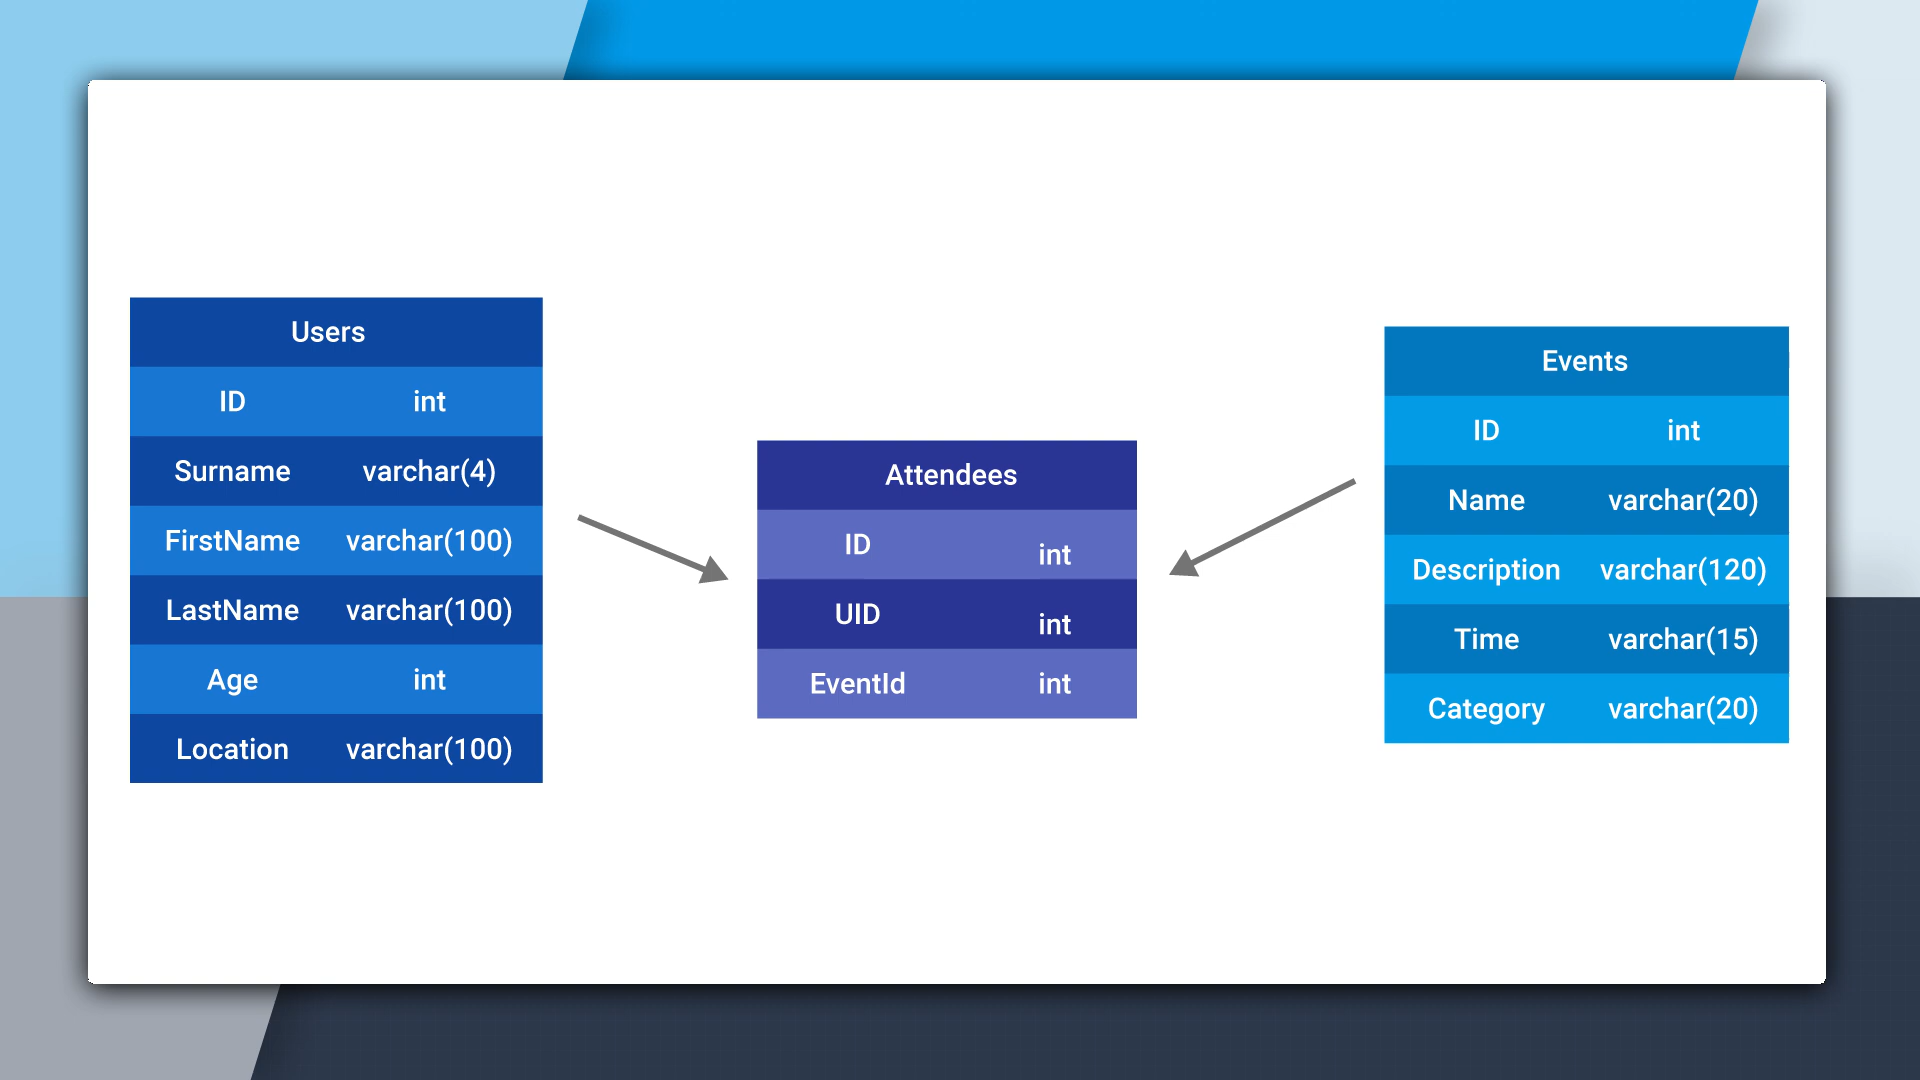 Users
ID int
Surname varchar(4)
FirstName varchar(100)
LastName varchar(100)
Age int
Location varchar(100)
Attendees
ID int
UID int
EventId int
Events
ID int
Name varchar(20)
Description varchar(120)
Time varchar(15)
Category varchar(20)